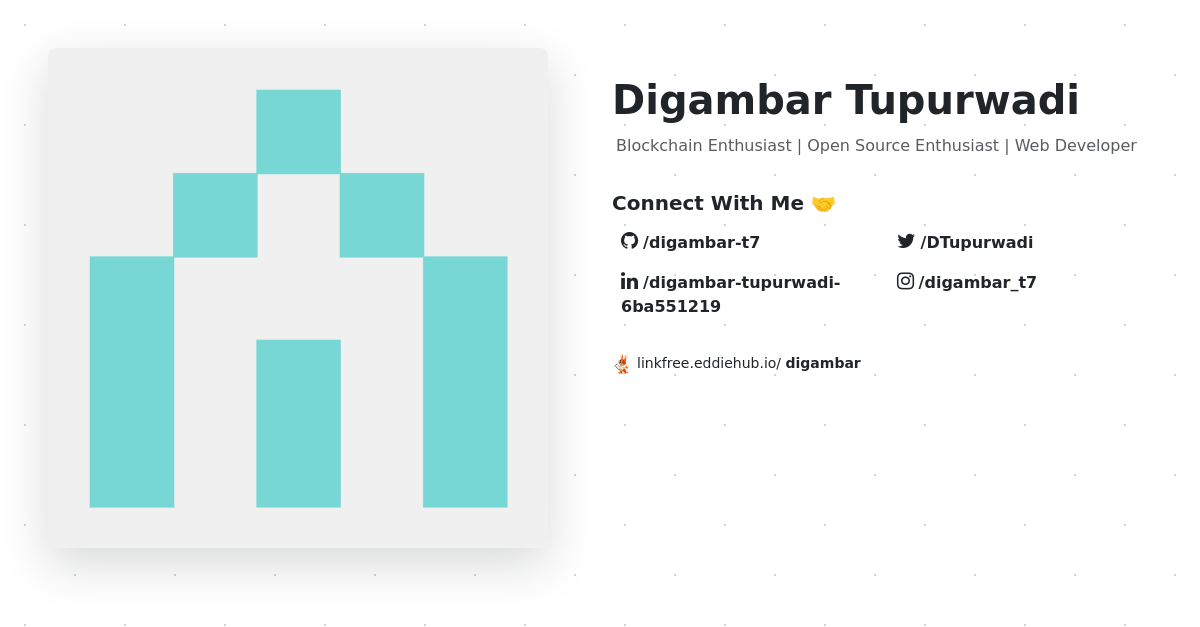 Digambar Tupurwadi
Blockchain Enthusiast | Open Source Enthusiast | Web Developer
Connect With Me 🤝
/digambar-t7
/DTupurwadi
/digambar-tupurwadi-
6ba551219
/digambar_t7
linkfree.eddiehub.io/ digambar